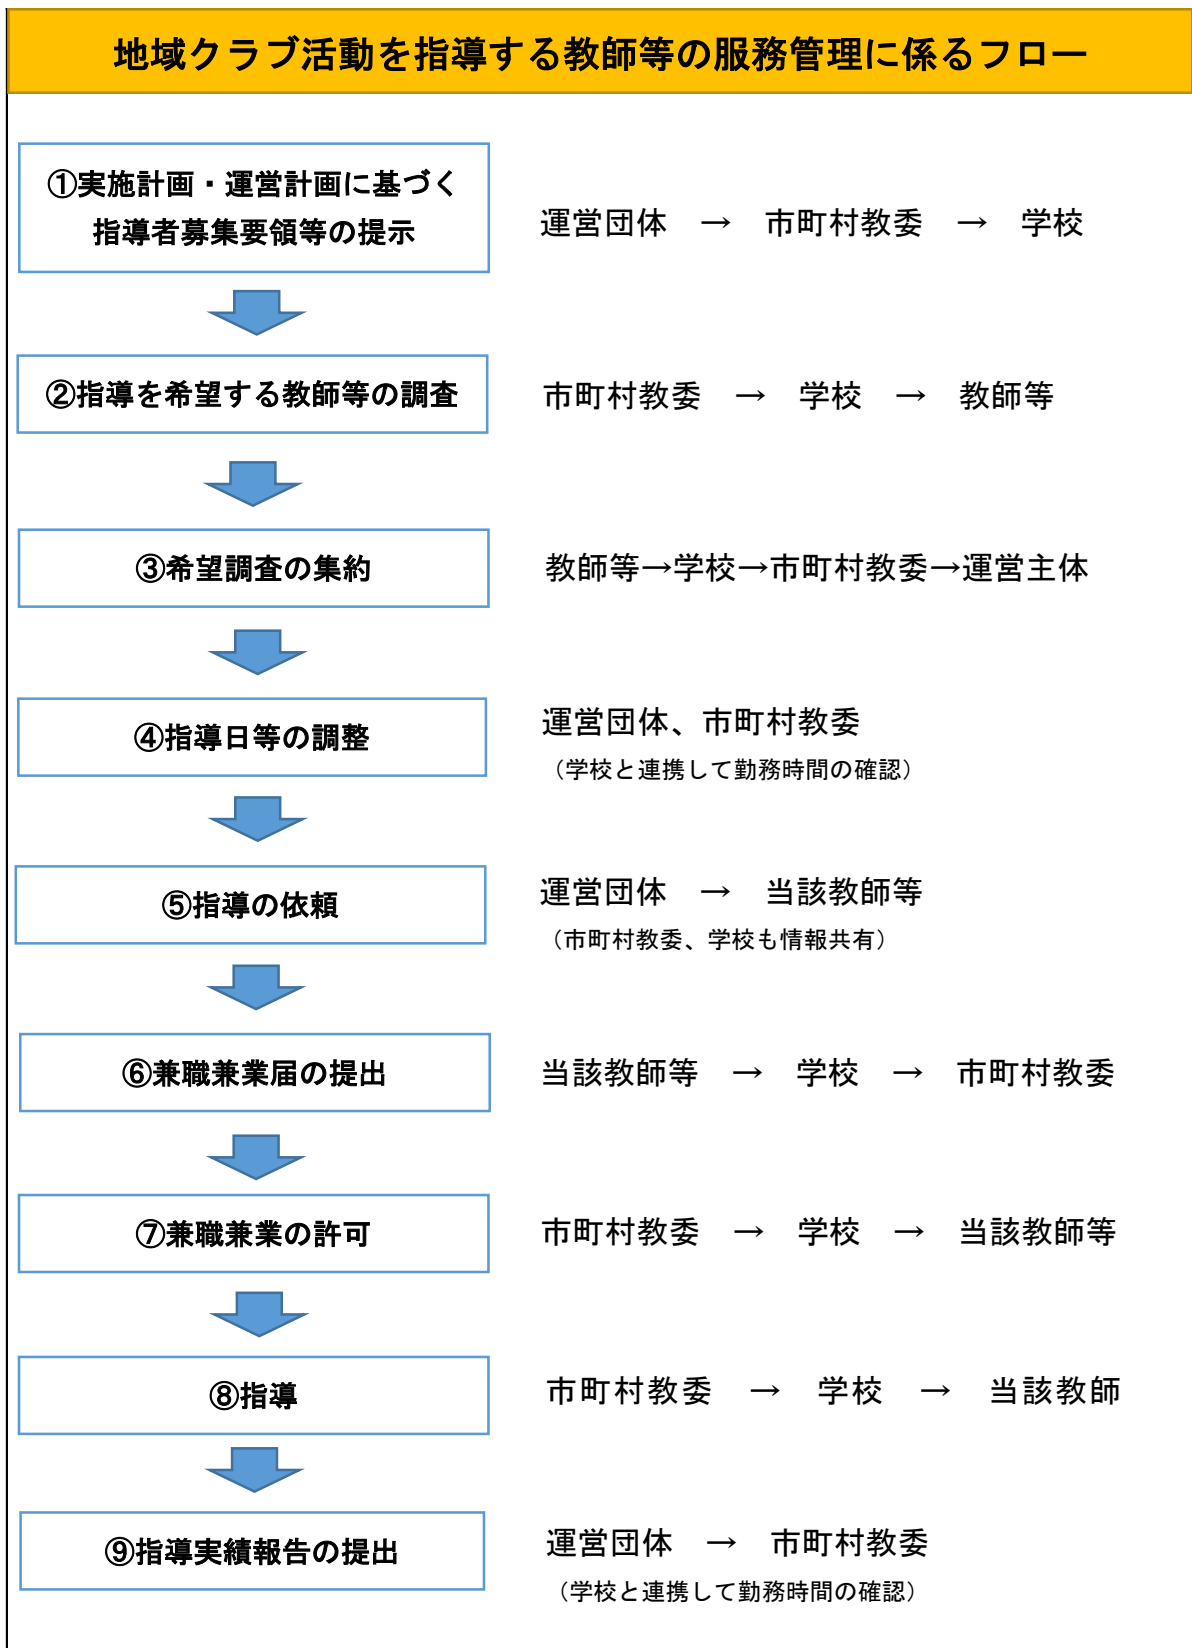 地域クラブ活動を指導する教師等の服務管理に係るフロー
①実施計画・運営計画に基づく
指導者募集要領等の提示
運営団体　→　市町村教委　→　学校
②指導を希望する教師等の調査
市町村教委　→　学校　→　教師等
③希望調査の集約
教師等→学校→市町村教委→運営主体
④指導日等の調整
運営団体、市町村教委
（学校と連携して勤務時間の確認）
⑤指導の依頼
運営団体　→　当該教師等
（市町村教委、学校も情報共有）
⑥兼職兼業届の提出
当該教師等　→　学校　→　市町村教委
⑦兼職兼業の許可
市町村教委　→　学校　→　当該教師等
⑧指導
市町村教委　→　学校　→　当該教師
⑨指導実績報告の提出
運営団体　→　市町村教委
（学校と連携して勤務時間の確認）